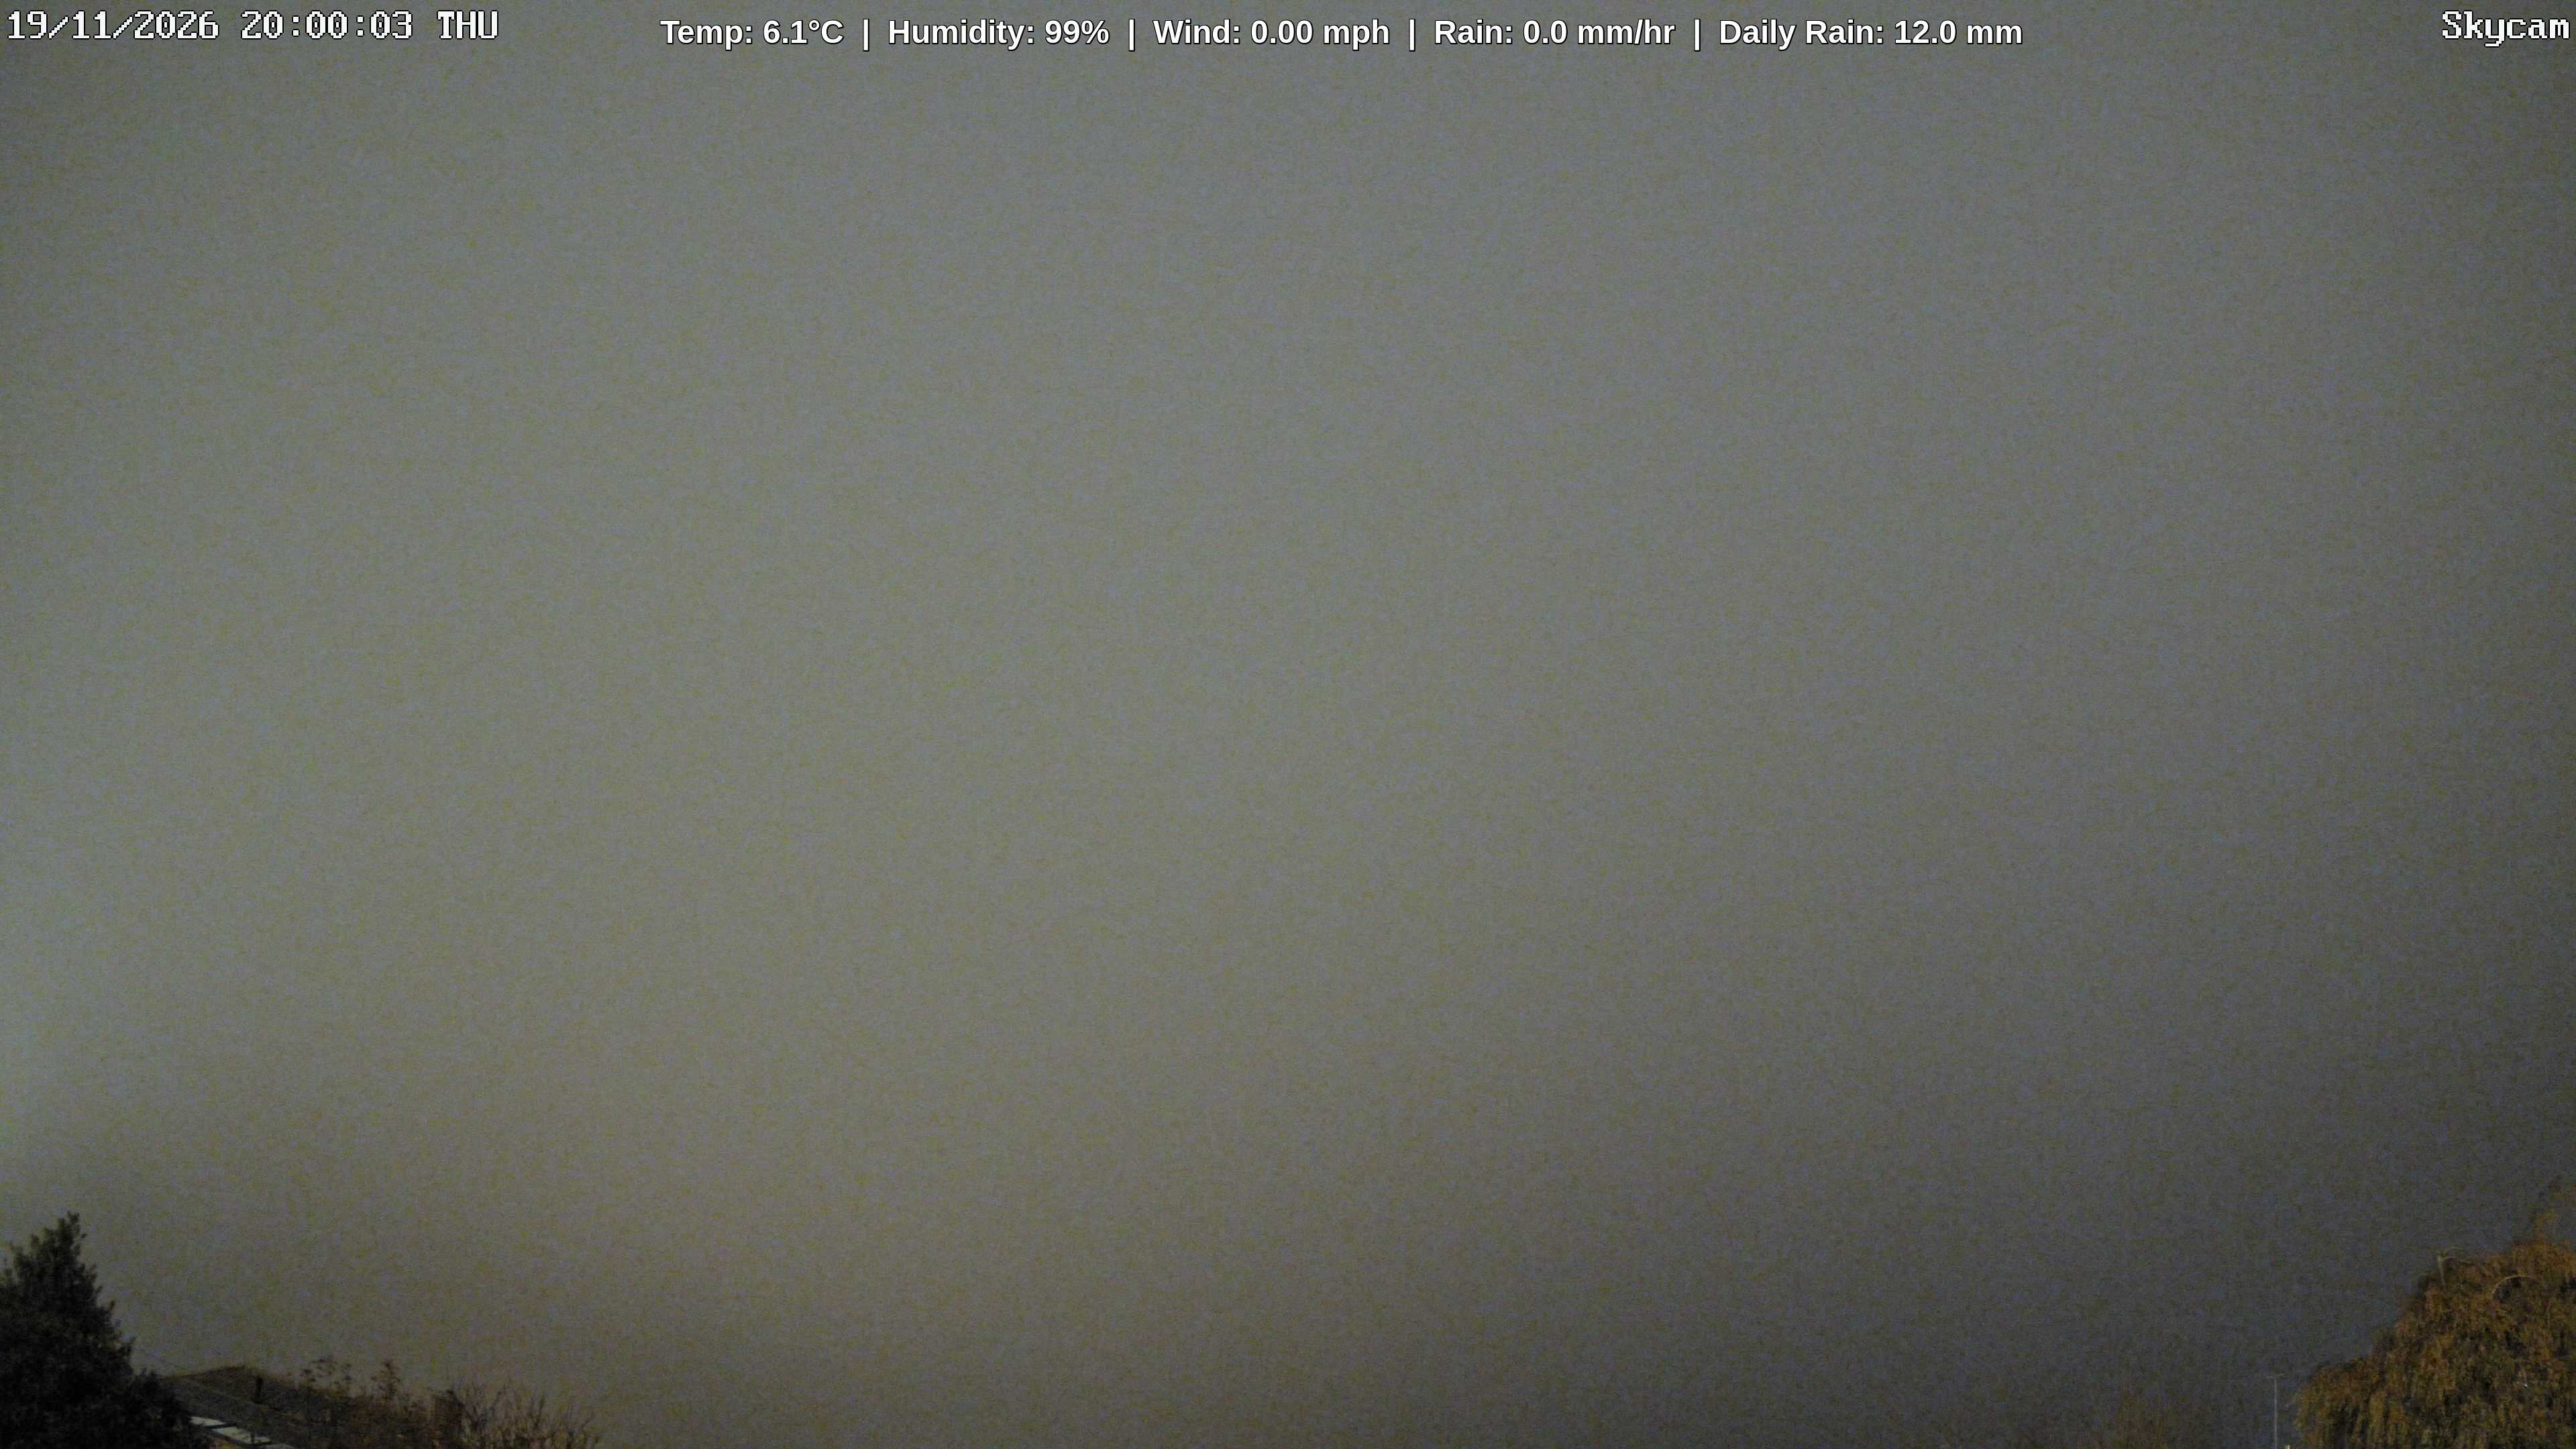 19/11/2026 20:00:03 THU
Temp: 6.1°C | Humidity: 99% | Wind: 0.00 mph | Rain: 0.0 mm/hr | Daily Rain: 12.0 mm
Skycam